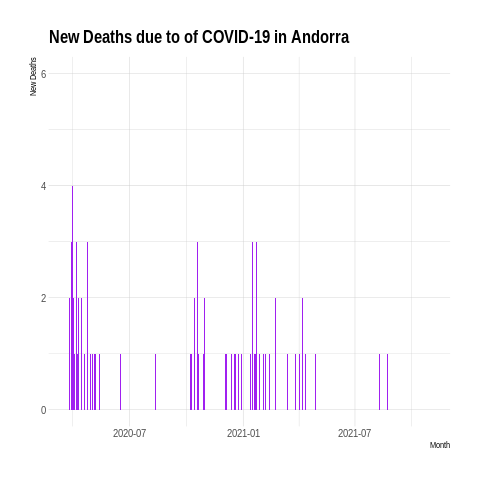 New Deaths due to of COVID-19 in Andorra
New Deaths
6
4
2
0
2020-07 2021-01 2021-07
Month